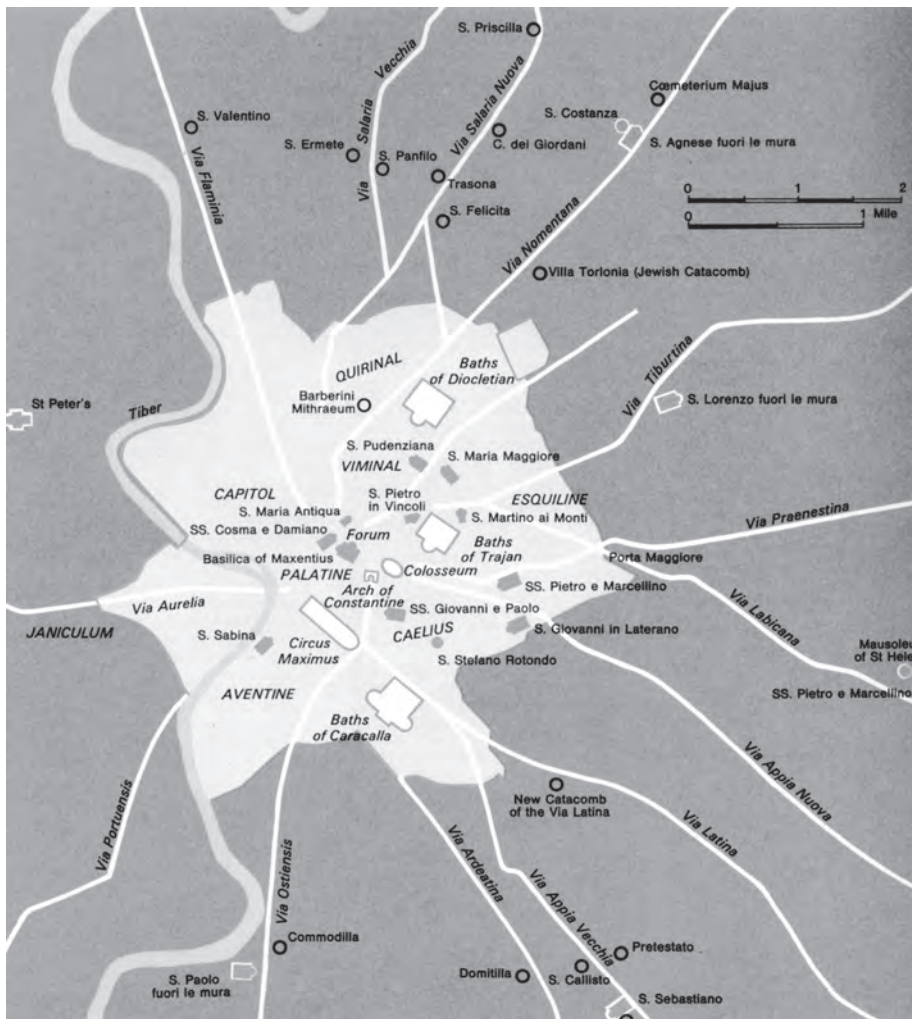 S. Priscilla
Vecchia
Salaria
Via
Via Salaria Nuova
Cœmeterium Majus
S. Costanza
S. Valentino
S. Ermete
S. Panfilo
C. dei Giordani
S. Agnese fuori le mura
Trasona
Via Flaminia
S. Felicita
0
1
2
0
1 Mile
Via Nomentana
Villa Torlonia (Jewish Catacomb)
QUIRINAL
Baths
of Diocletian
Via Tiburtina
St Peter's
Tiber
Barberini
Mithraeum
S. Lorenzo fuori le mura
S. Pudenziana
VIMINAL
S. Maria Maggiore
CAPITOL
S. Pietro
in Vincoli
ESQUILINE
S. Maria Antiqua
SS. Cosma e Damiano
Forum
S. Martino ai Monti
Via Praenestina
Basilica of Maxentius
Baths
of Trajan
Porta Maggiore
PALATINE
Colosseum
Arch of
Constantine
SS. Pietro e Marcellino
Via Aurelia
SS. Giovanni e Paolo
Via Labicana
JANICULUM
S. Sabina
Circus
Maximus
CAELIUS
S. Giovanni in Laterano
S. Stefano Rotondo
Mausoleu
of St Hele
SS. Pietro e Marcellino
AVENTINE
Baths
of Caracalla
Via Appia Nuova
New Catacomb
of the Via Latina
Via Latina
Via Portuensis
Via Ostiensis
Via Ardeatina
Via Appia Vecchia
Commodilla
Pretestato
S. Paolo
fuori le mura
Domitilla
S. Callisto
S. Sebastiano